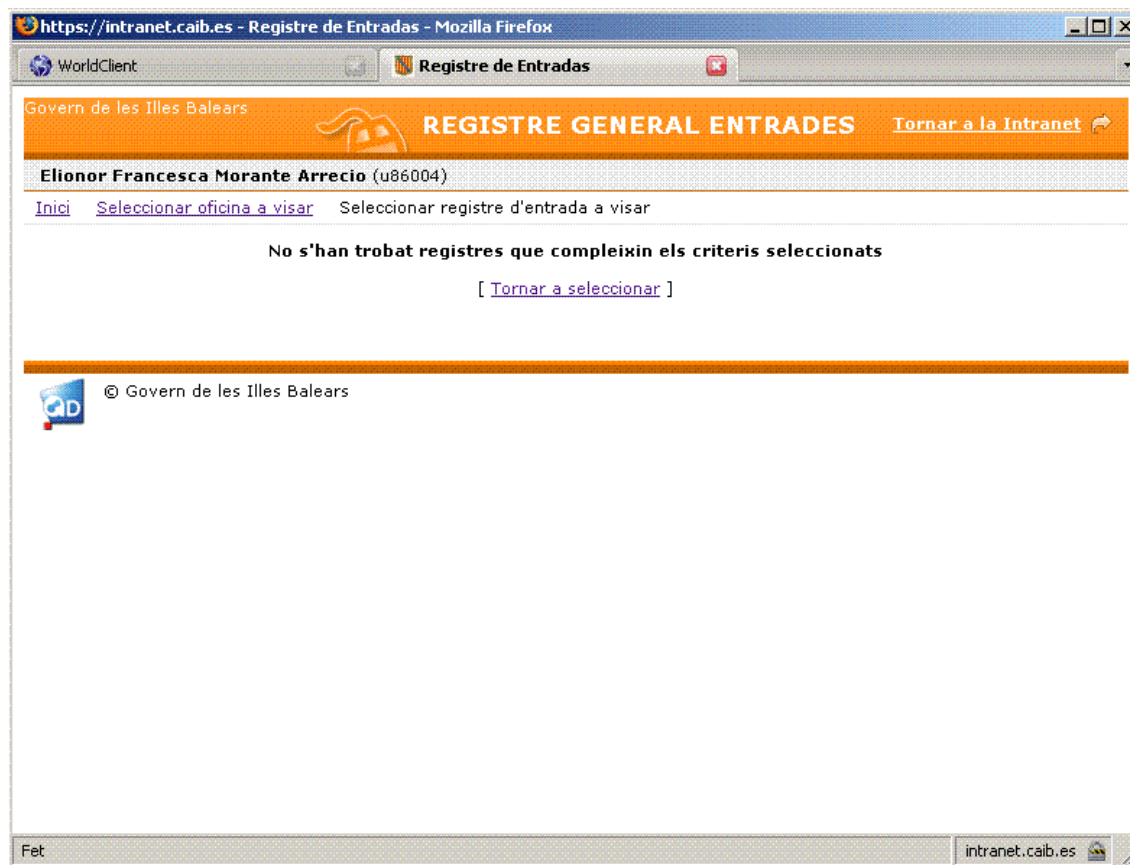 https://intranet.caib.es - Registre de Entradas - Mozilla Firefox
WorldClient Registre de Entradas
Govern de les Illes Balears
REGISTRE GENERAL ENTRADES Tornar a la Intranet
Elionor Francesca Morante Arrecio (u86004)
Inici Seleccionar oficina a visar Seleccionar registre d'entrada a visar
No s'han trobat registres que compleixin els criteris seleccionats
[ Tornar a seleccionar ]
© Govern de les Illes Balears
Fet intranet.caib.es